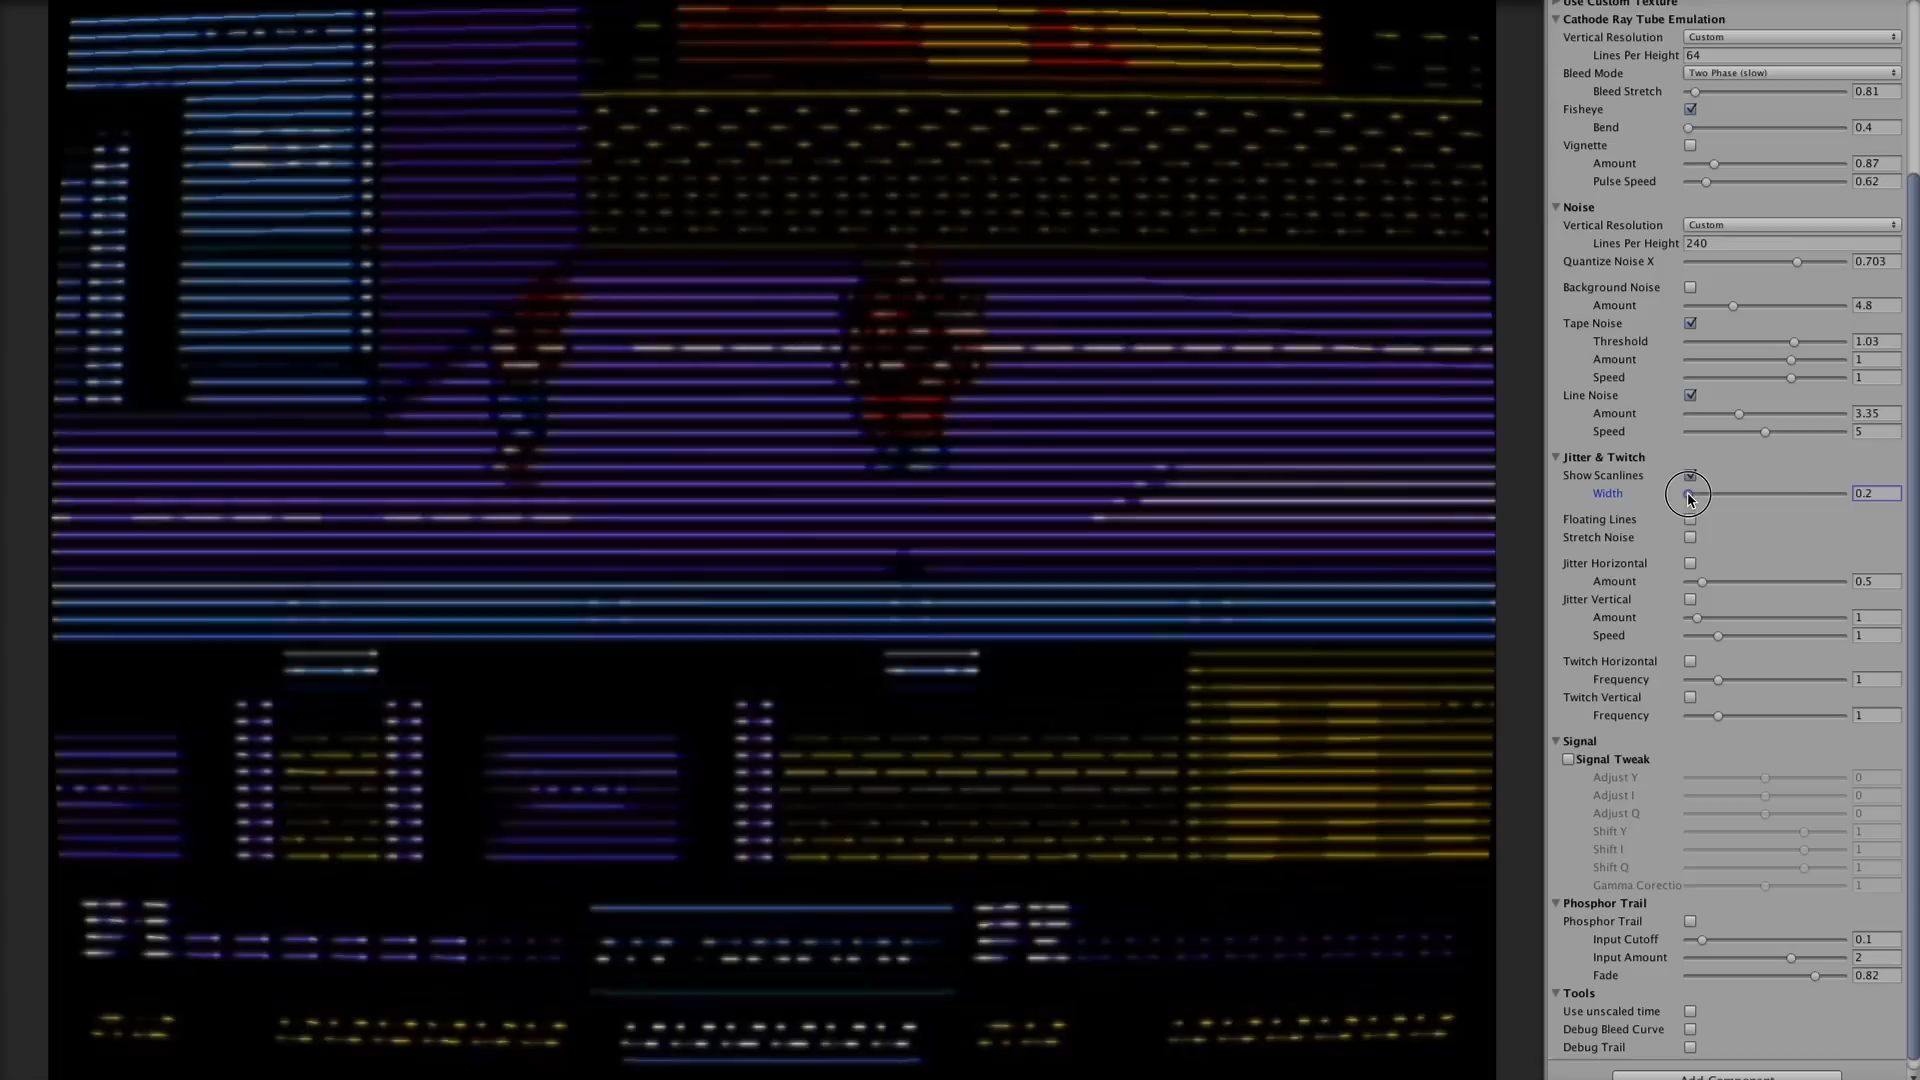 Use Custom Texture
Cathode Ray Tube Emulation
Vertical Resolution Custom
Lines Per Height 64
Bleed Mode Two Phase (slow)
Bleed Stretch 0.81
Fisheye
Bend 0.4
Vignette
Amount 0.87
Pulse Speed 0.62
Noise
Vertical Resolution Custom
Lines Per Height 240
Quantize Noise X 0.703
Background Noise
Amount 4.8
Tape Noise
Threshold 1.03
Amount 1
Speed 1
Line Noise
Amount 3.35
Speed 5
Jitter & Twitch
Show Scanlines
Width 0.2
Floating Lines
Stretch Noise
Jitter Horizontal
Amount 0.5
Jitter Vertical
Amount 1
Speed 1
Twitch Horizontal
Frequency 1
Twitch Vertical
Frequency 1
Signal
Signal Tweak
Adjust Y 0
Adjust I 0
Adjust Q 0
Shift Y 1
Shift I 1
Shift Q 1
Gamma Corectio 1
Phosphor Trail
Phosphor Trail
Input Cutoff 0.1
Input Amount 2
Fade 0.82
Tools
Use unscaled time
Debug Bleed Curve
Debug Trail
Add Component